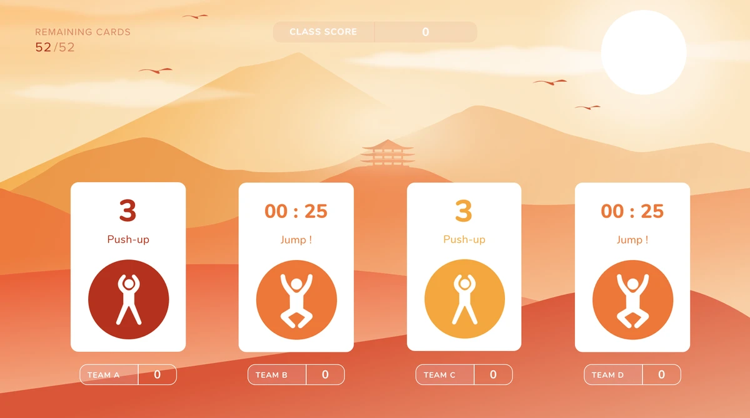 REMAINING CARDS
52/52
CLASS SCORE 0
3
Push-up
00 : 25
Jump !
3
Push-up
00 : 25
Jump !
TEAM A 0
TEAM B 0
TEAM C 0
TEAM D 0